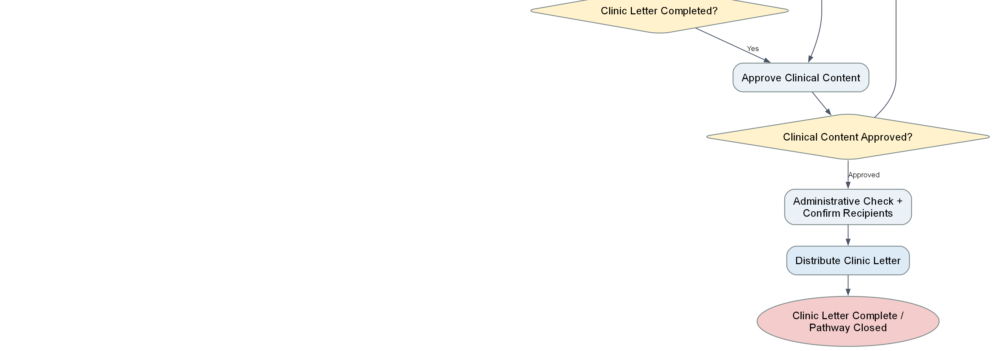 Clinic Letter Completed?
Yes
Approve Clinical Content
Clinical Content Approved?
Approved
Administrative Check +
Confirm Recipients
Distribute Clinic Letter
Clinic Letter Complete /
Pathway Closed